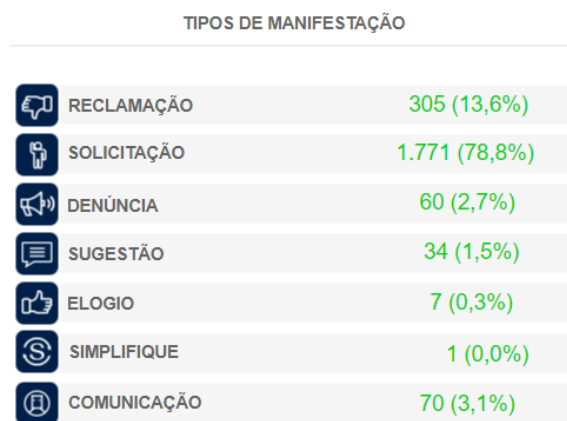 TIPOS DE MANIFESTAÇÃO
RECLAMAÇÃO 305 (13,6%)
SOLICITAÇÃO 1.771 (78,8%)
DENÚNCIA 60 (2,7%)
SUGESTÃO 34 (1,5%)
ELOGIO 7 (0,3%)
SIMPLIFIQUE 1 (0,0%)
COMUNICAÇÃO 70 (3,1%)